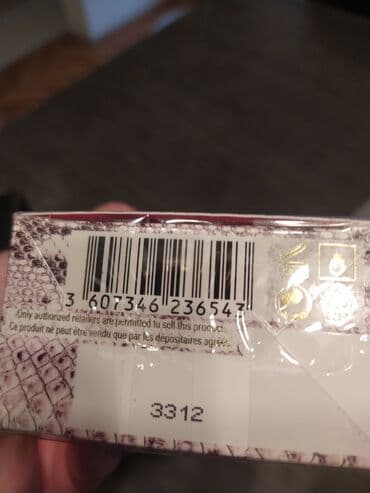 3 607346 236547
Only authorized retailers are permitted to sell this product.
Ce produit ne peut être vendu que par les dépositaires agréés.
3312